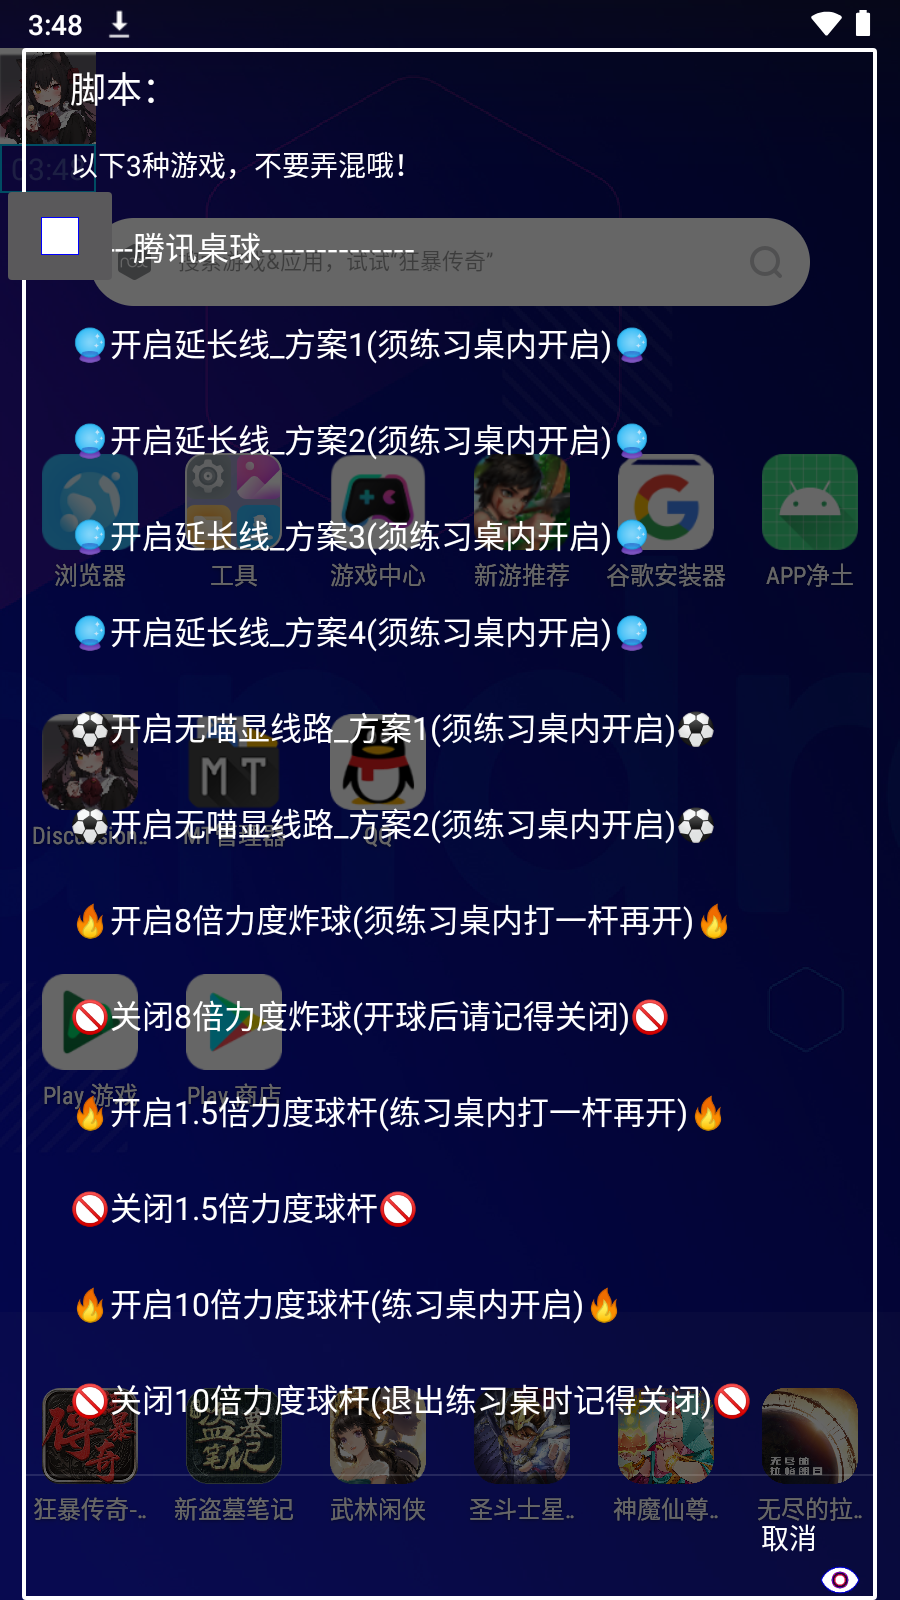 3:48
脚本：
03:48
以下3种游戏，不要弄混哦！
---腾讯桌球--------------
搜索游戏&应用，试试“狂暴传奇”
🔮开启延长线_方案1(须练习桌内开启)🔮
🔮开启延长线_方案2(须练习桌内开启)🔮
🔮开启延长线_方案3(须练习桌内开启)🔮
浏览器 工具 游戏中心 新游推荐 谷歌安装器 APP净土
🔮开启延长线_方案4(须练习桌内开启)🔮
⚽开启无喵显线路_方案1(须练习桌内开启)⚽
MT
⚽开启无喵显线路_方案2(须练习桌内开启)⚽
MT管理器 QQ
🔥开启8倍力度炸球(须练习桌内打一杆再开)🔥
🚫关闭8倍力度炸球(开球后请记得关闭)🚫
Play 游戏 Play 商店
🔥开启1.5倍力度球杆(练习桌内打一杆再开)🔥
🚫关闭1.5倍力度球杆🚫
🔥开启10倍力度球杆(练习桌内开启)🔥
🚫关闭10倍力度球杆(退出练习桌时记得关闭)🚫
狂暴传奇-.. 新盗墓笔记 武林闲侠 圣斗士星.. 神魔仙尊.. 无尽的拉..
取消